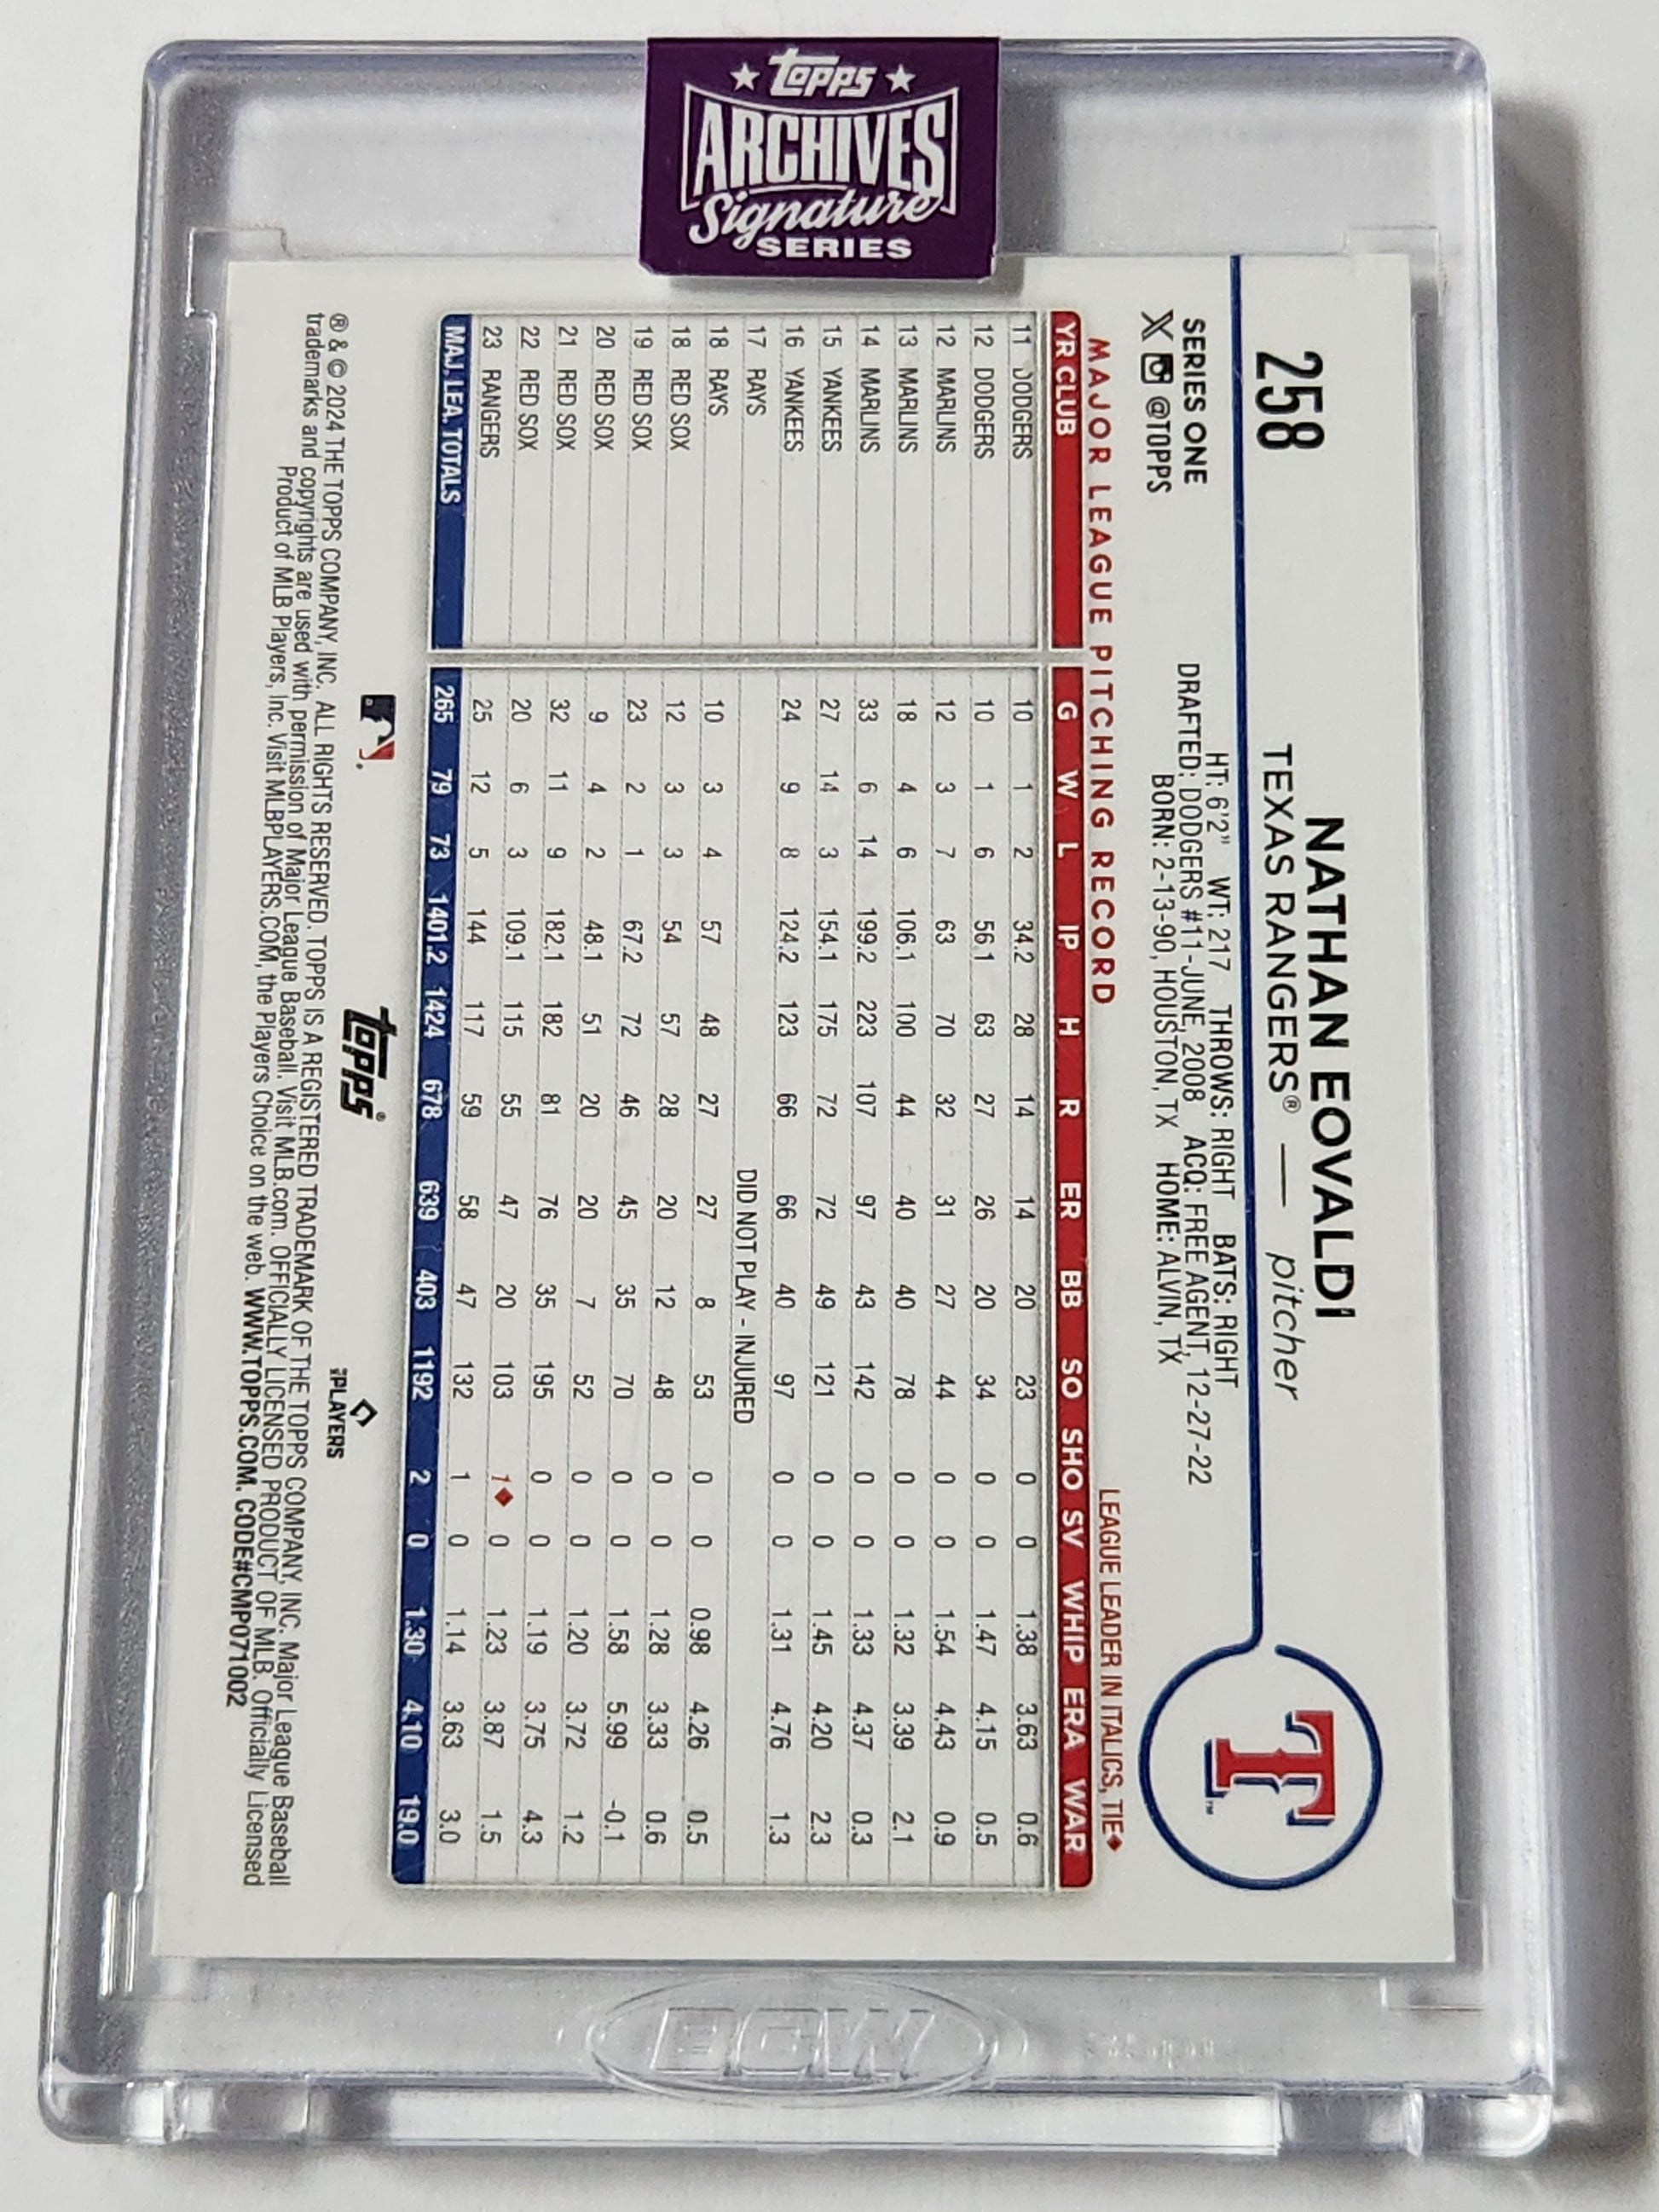 topps
ARCHIVES
Signature
SERIES
258
NATHAN EOVALDI
TEXAS RANGERS® — pitcher
SERIES ONE
X @TOPPS
HT: 6'2" WT: 217 THROWS: RIGHT BATS: RIGHT
DRAFTED: DODGERS #11-JUNE, 2008 ACQ: FREE AGENT, 12-27-22
BORN: 2-13-90, HOUSTON, TX HOME: ALVIN, TX
T™
MAJOR LEAGUE PITCHING RECORD LEAGUE LEADER IN ITALICS, TIE♦
YR CLUB G W L IP H R ER BB SO SHO SV WHIP ERA WAR
11 DODGERS 10 1 2 34.2 28 14 14 20 23 0 0 1.38 3.63 0.6
12 DODGERS 10 1 6 56.1 63 27 26 20 34 0 0 1.47 4.15 0.5
12 MARLINS 12 3 7 63 70 32 31 27 44 0 0 1.54 4.43 0.9
13 MARLINS 18 4 6 106.1 100 44 40 40 78 0 0 1.32 3.39 2.1
14 MARLINS 33 6 14 199.2 223 107 97 43 142 0 0 1.33 4.37 0.3
15 YANKEES 27 14 3 154.1 175 72 72 49 121 0 0 1.45 4.20 2.3
16 YANKEES 24 9 8 124.2 123 66 66 40 97 0 0 1.31 4.76 1.3
17 RAYS DID NOT PLAY - INJURED
18 RAYS 10 3 4 57 48 27 27 8 53 0 0 0.98 4.26 0.5
18 RED SOX 12 3 3 54 57 28 20 12 48 0 0 1.28 3.33 0.6
19 RED SOX 23 2 1 67.2 72 46 45 35 70 0 0 1.58 5.99 -0.1
20 RED SOX 9 4 2 48.1 51 20 20 7 52 0 0 1.20 3.72 1.2
21 RED SOX 32 11 9 182.1 182 81 76 35 195 0 0 1.19 3.75 4.3
22 RED SOX 20 6 3 109.1 115 55 47 20 103 1♦ 0 1.23 3.87 1.5
23 RANGERS 25 12 5 144 117 59 58 47 132 1 0 1.14 3.63 3.0
MAJ. LEA. TOTALS 265 79 73 1401.2 1424 678 639 403 1192 2 0 1.30 4.10 19.0
topps® PLAYERS
® & © 2024 THE TOPPS COMPANY, INC. ALL RIGHTS RESERVED. TOPPS IS A REGISTERED TRADEMARK OF THE TOPPS COMPANY, INC. Major League Baseball
trademarks and copyrights are used with permission of Major League Baseball. Visit MLB.com. OFFICIALLY LICENSED PRODUCT OF MLB. Officially Licensed
Product of MLB Players, Inc. Visit MLBPLAYERS.COM, the Players Choice on the web. WWW.TOPPS.COM. CODE#CMP071002
BCW